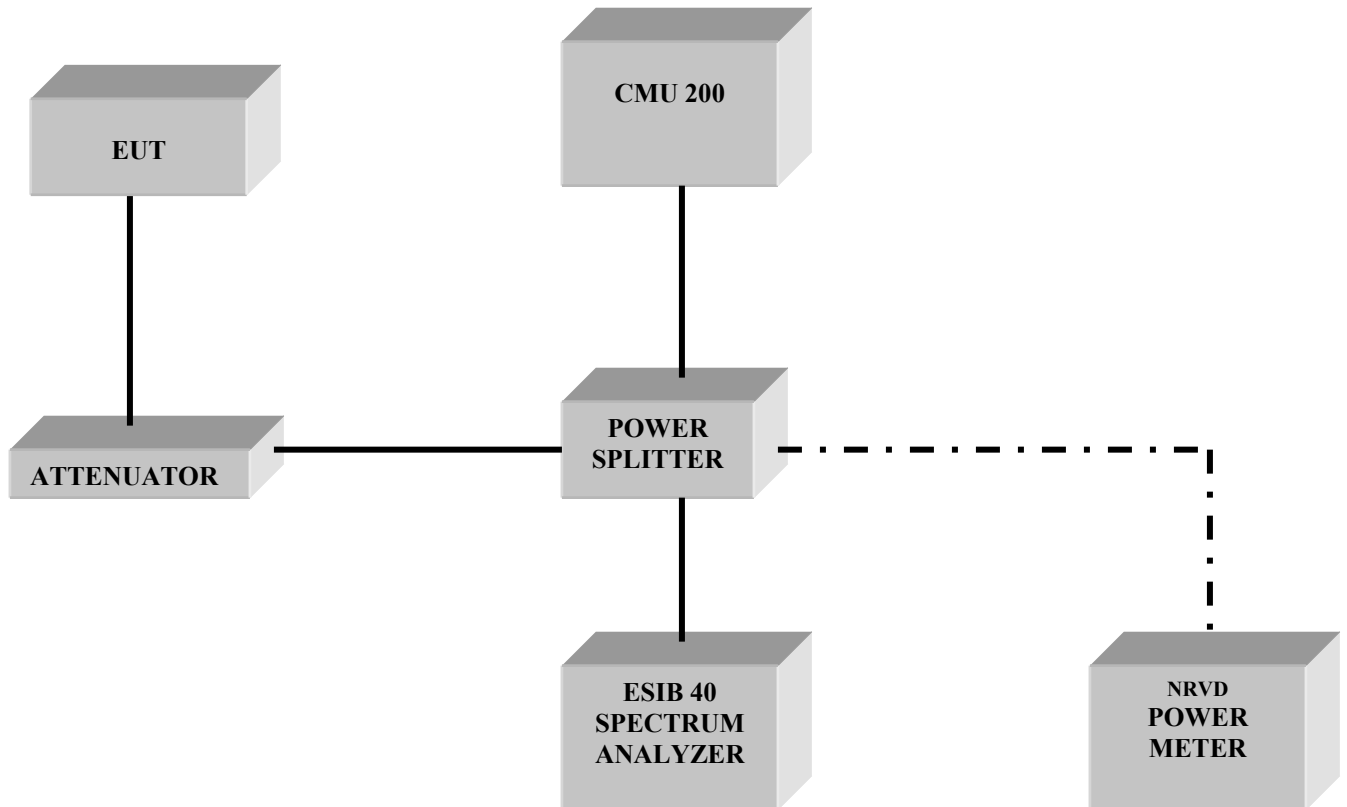 CMU 200
EUT
POWER
SPLITTER
ATTENUATOR
ESIB 40
SPECTRUM
ANALYZER
NRVD
POWER
METER